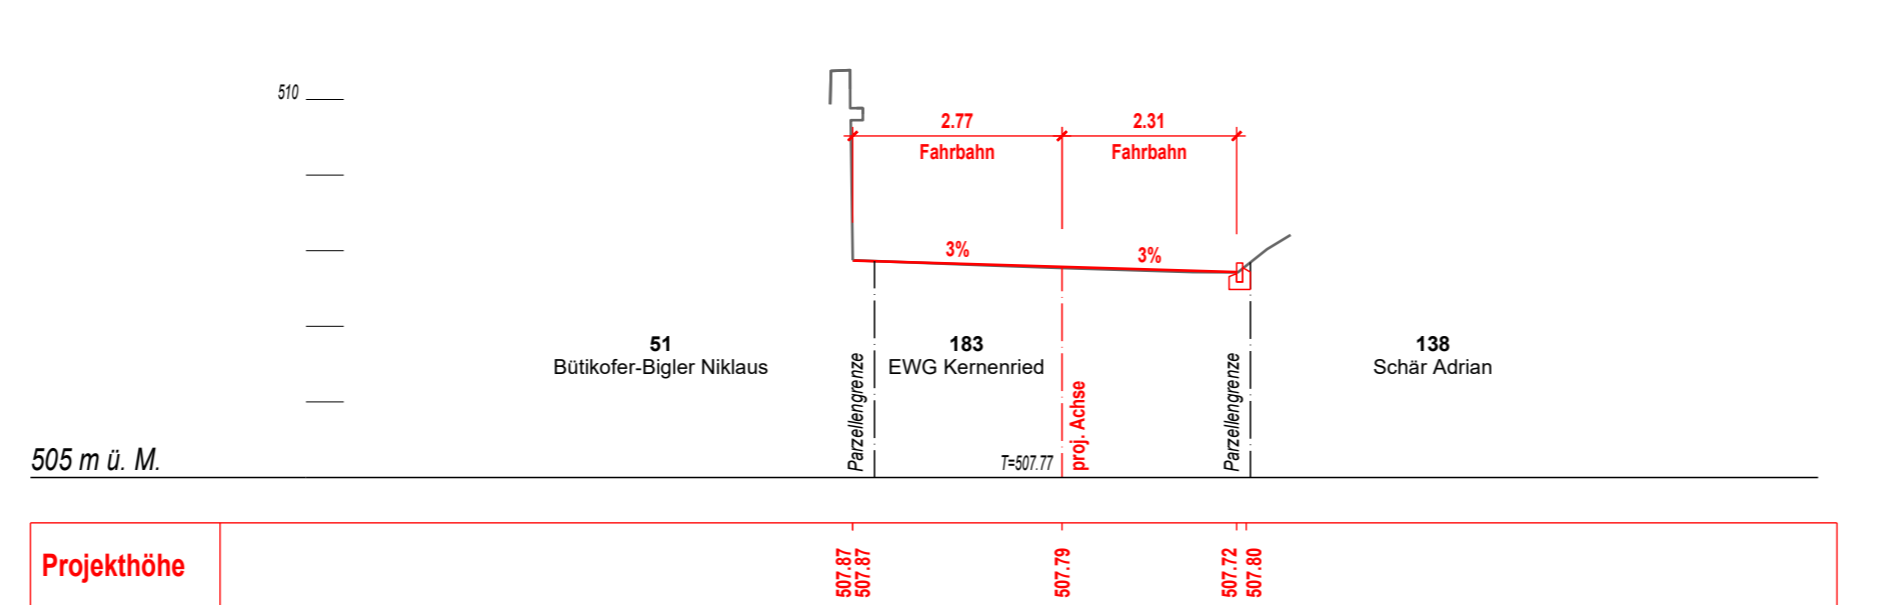 510
2.77
2.31
Fahrbahn
Fahrbahn
3%
3%
51
Bütikofer-Bigler Niklaus
183
EWG Kernenried
138
Schär Adrian
Parzellengrenze
Parzellengrenze
proj. Achse
T=507.77
505 m ü. M.
Projekthöhe
507.87
507.87
507.79
507.72
507.80